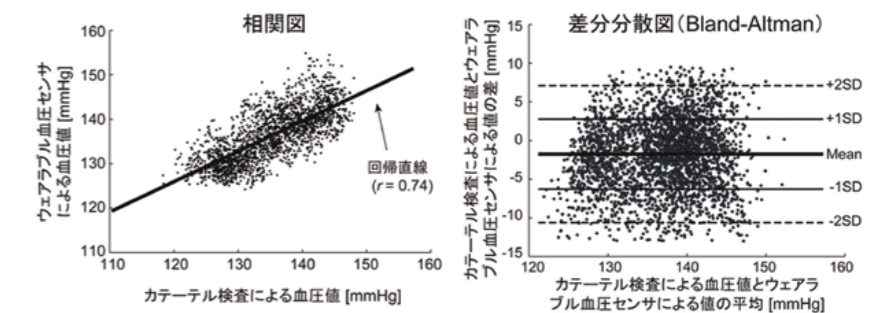 相関図
ウェアラブル血圧センサ
による血圧値 [mmHg]
160
150
140
130
120
110
110
120
130
140
150
160
回帰直線
(r = 0.74)
カテーテル検査による血圧値 [mmHg]
差分分散図(Bland-Altman)
カテーテル検査による血圧値とウェアラ
ブル血圧センサによる値の差 [mmHg]
15
10
5
0
-5
-10
-15
+2SD
+1SD
Mean
-1SD
-2SD
120
130
140
150
160
カテーテル検査による血圧値とウェアラ
ブル血圧センサによる値の平均 [mmHg]